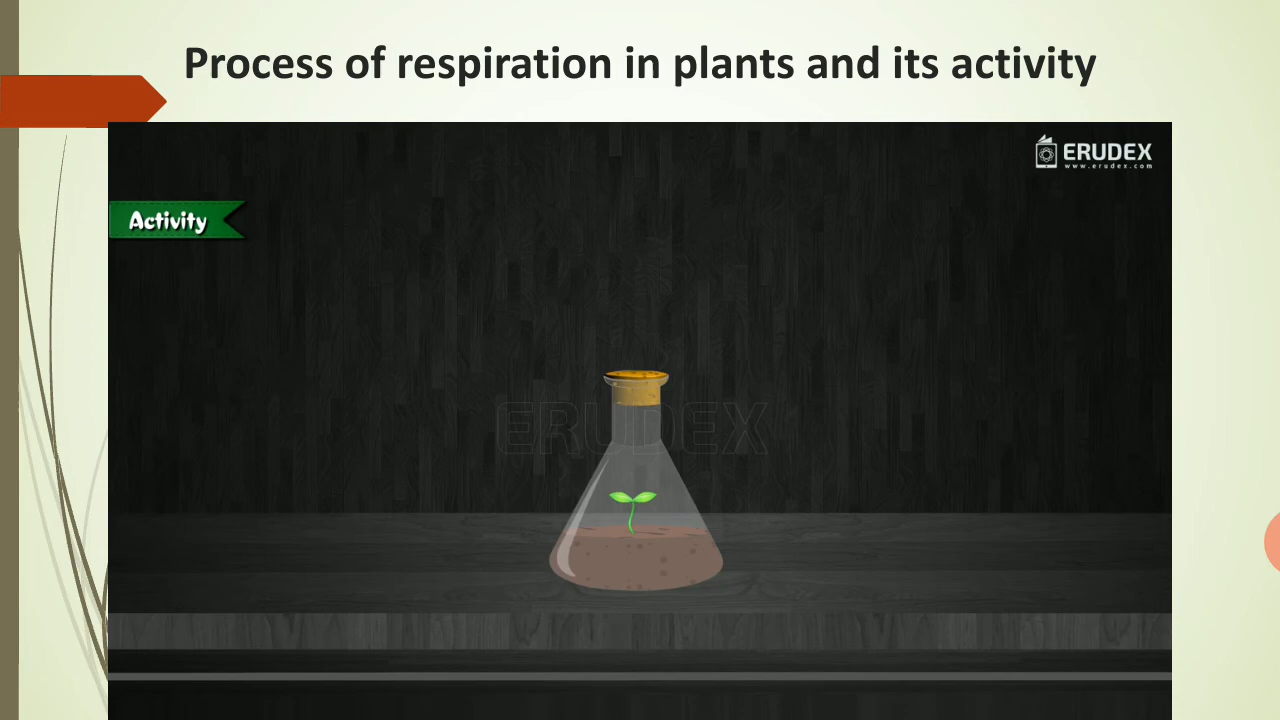 Process of respiration in plants and its activity
ERUDEX
www.erudex.com
Activity
ERUDEX